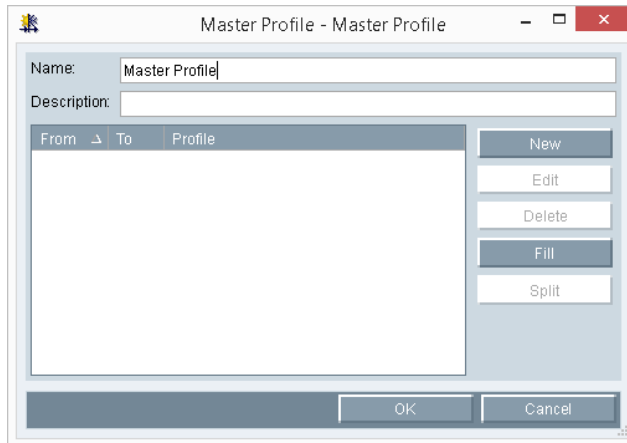 Master Profile - Master Profile
Name: Master Profile
Description:
From To Profile
New
Edit
Delete
Fill
Split
OK Cancel